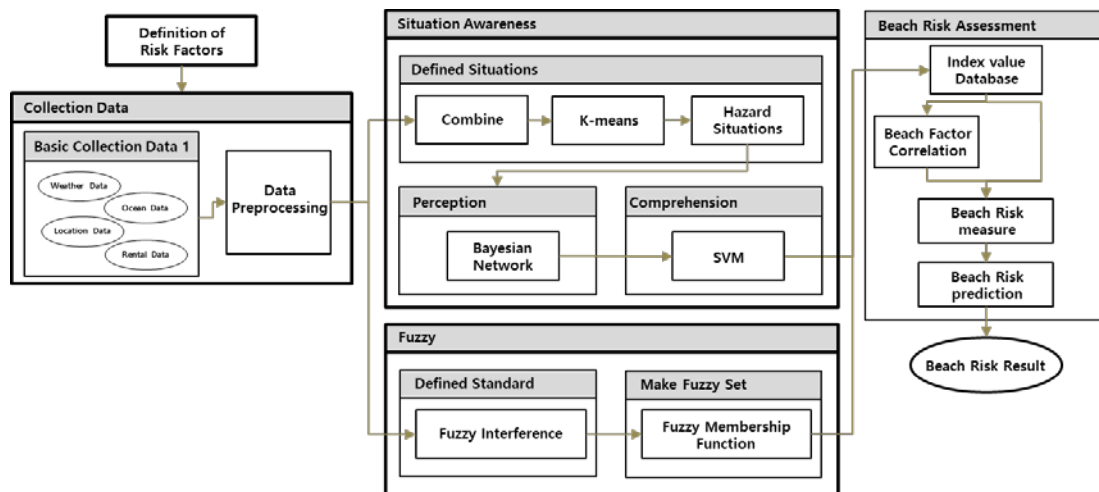 Definition of
Risk Factors
Collection Data
Basic Collection Data 1
Weather Data
Ocean Data
Location Data
Rental Data
Data
Preprocessing
Situation Awareness
Defined Situations
Combine
K-means
Hazard
Situations
Perception
Bayesian
Network
Comprehension
SVM
Fuzzy
Defined Standard
Fuzzy Interference
Make Fuzzy Set
Fuzzy Membership
Function
Beach Risk Assessment
Index value
Database
Beach Factor
Correlation
Beach Risk
measure
Beach Risk
prediction
Beach Risk Result